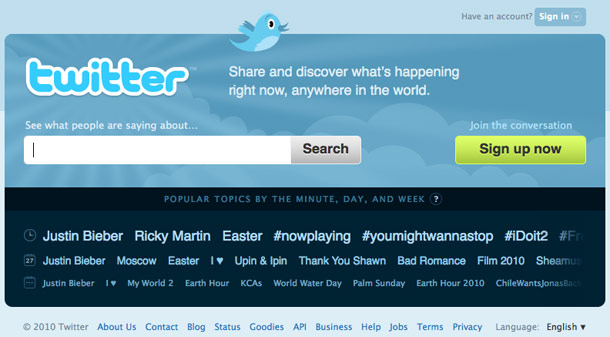 Have an account? Sign in
twitter™
Share and discover what's happening
right now, anywhere in the world.
See what people are saying about...
Join the conversation
Search
Sign up now
POPULAR TOPICS BY THE MINUTE, DAY, AND WEEK ?
Justin Bieber Ricky Martin Easter #nowplaying #youmightwannastop #iDoit2 #Fr
27 Justin Bieber Moscow Easter I ♥ Upin & Ipin Thank You Shawn Bad Romance Film 2010 Sheamus
Justin Bieber I ♥ My World 2 Earth Hour KCAs World Water Day Palm Sunday Earth Hour 2010 ChileWantsJonasBack
© 2010 Twitter About Us Contact Blog Status Goodies API Business Help Jobs Terms Privacy Language: English ▾